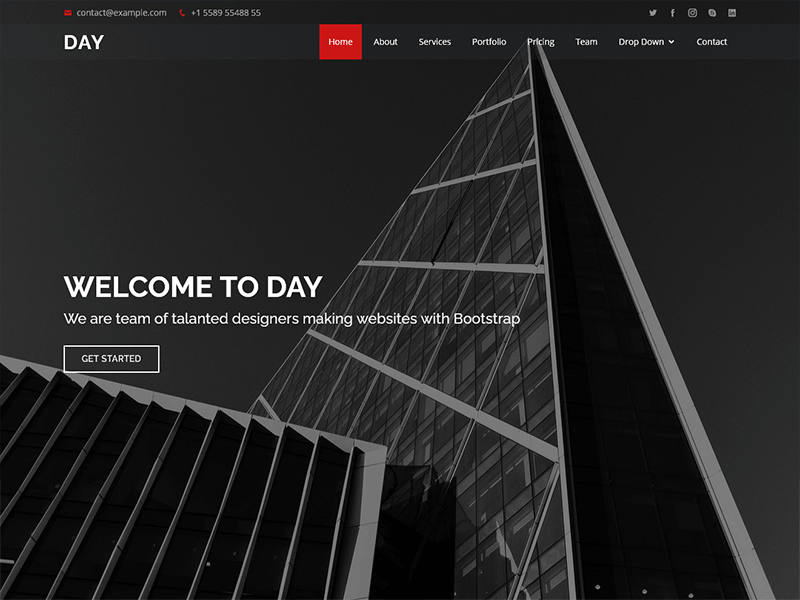 contact@example.com +1 5589 55488 55
DAY
Home About Services Portfolio Pricing Team Drop Down Contact
WELCOME TO DAY
We are team of talanted designers making websites with Bootstrap
GET STARTED